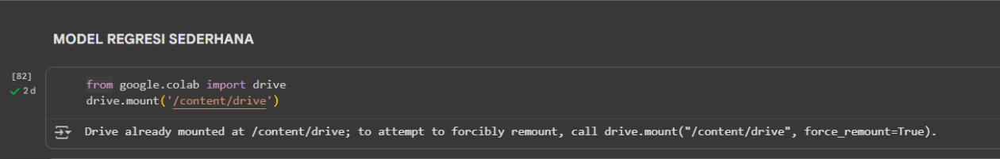 MODEL REGRESI SEDERHANA
[82]
2 d
from google.colab import drive
drive.mount('/content/drive')
Drive already mounted at /content/drive; to attempt to forcibly remount, call drive.mount("/content/drive", force_remount=True).